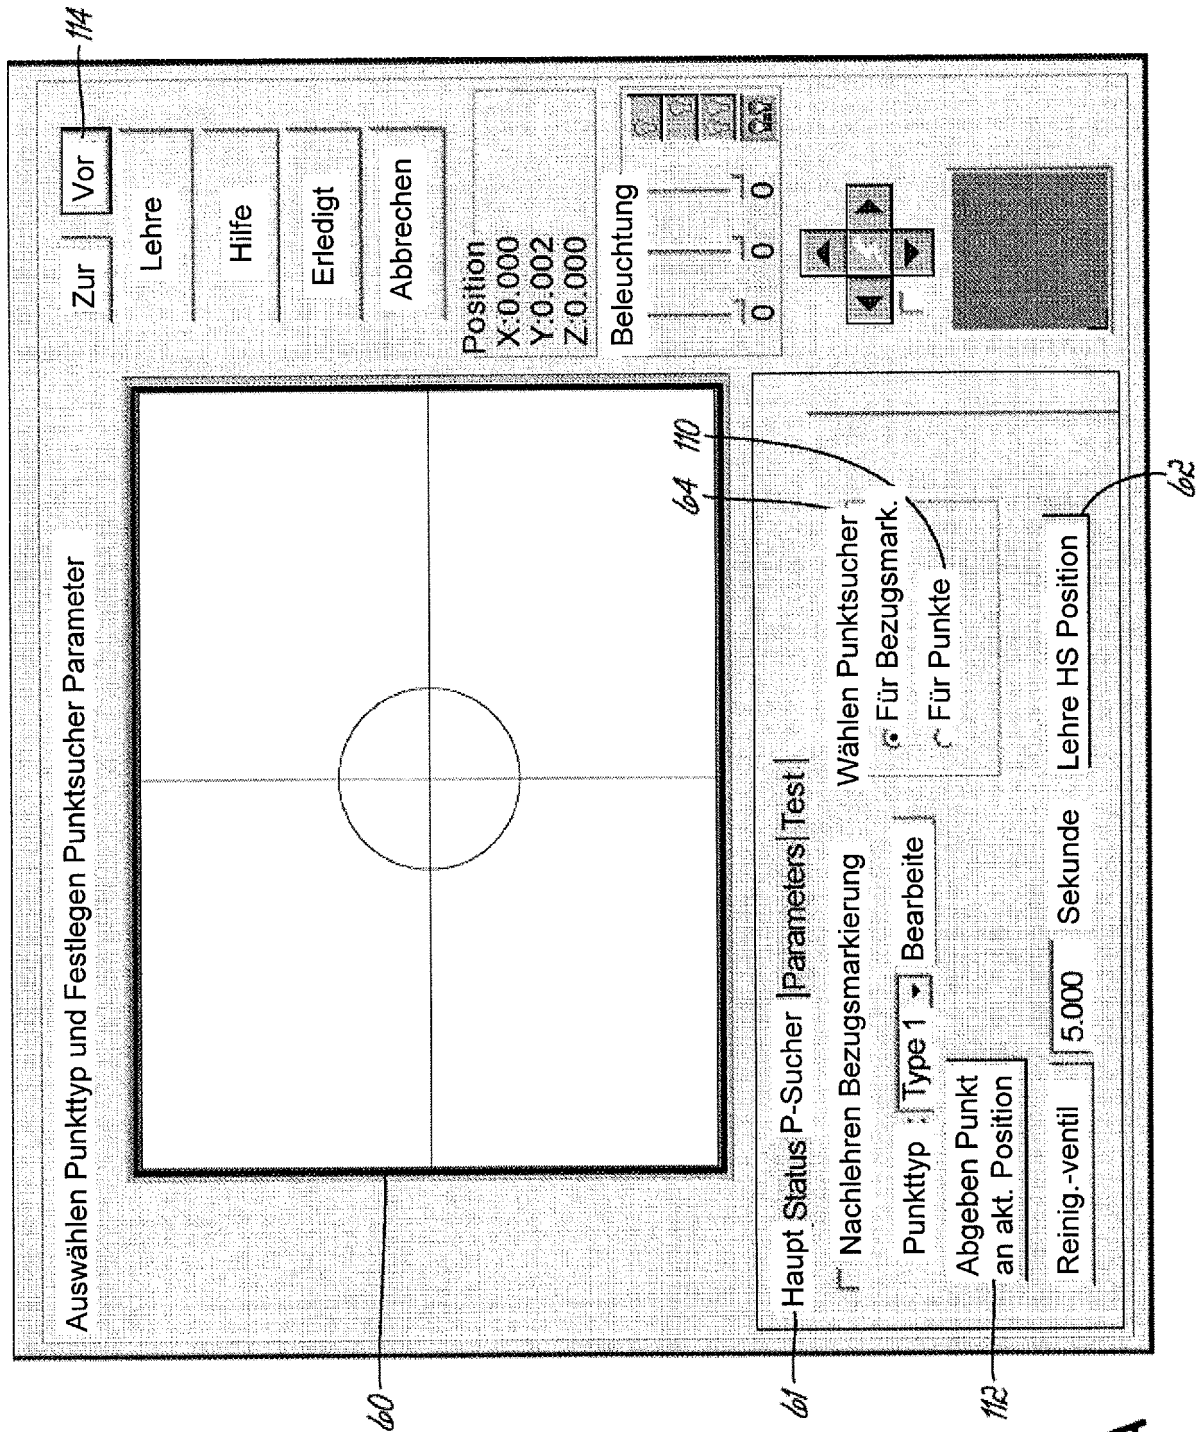 114
Auswählen Punkttyp und Festlegen Punktsucher Parameter
Zur
Vor
Lehre
Hilfe
Erledigt
Abbrechen
Position
X:0.000
Y:0.002
Z:0.000
Beleuchtung
0 0 0
60
64
110
61
Haupt Status P-Sucher |Parameters|Test|
Nachlehren Bezugsmarkierung
Wählen Punktsucher
Für Bezugsmark.
Für Punkte
Punkttyp : Type 1 Bearbeite
Abgeben Punkt
an akt. Position
Reinig.-ventil 5.000 Sekunde Lehre HS Position
112
62